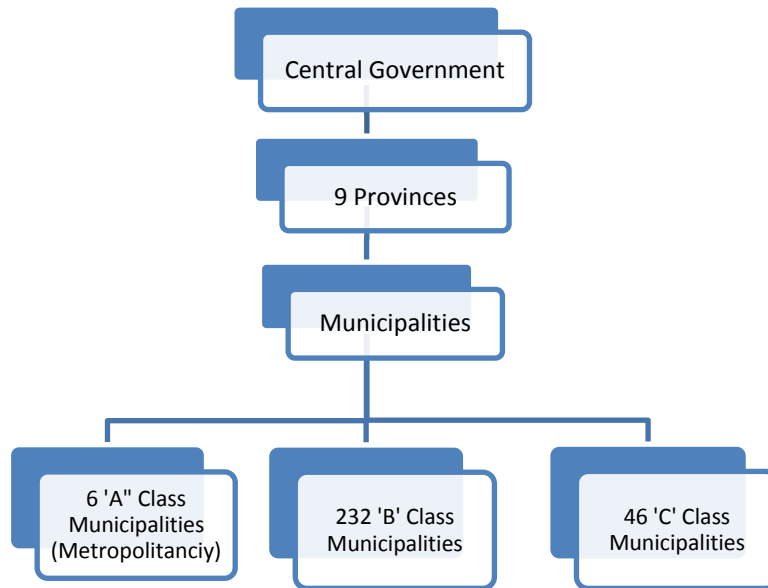 Central Government
9 Provinces
Municipalities
6 'A" Class
Municipalities
(Metropolitanciy)
232 'B' Class
Municipalities
46 'C' Class
Municipalities